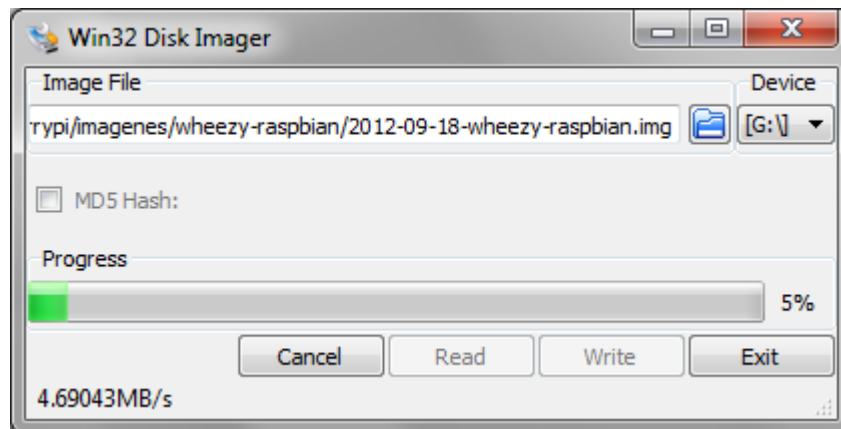 Win32 Disk Imager
Image File
Device
rypi/imagenes/wheezy-raspbian/2012-09-18-wheezy-raspbian.img
[G:\]
MD5 Hash:
Progress
5%
Cancel Read Write Exit
4.69043MB/s